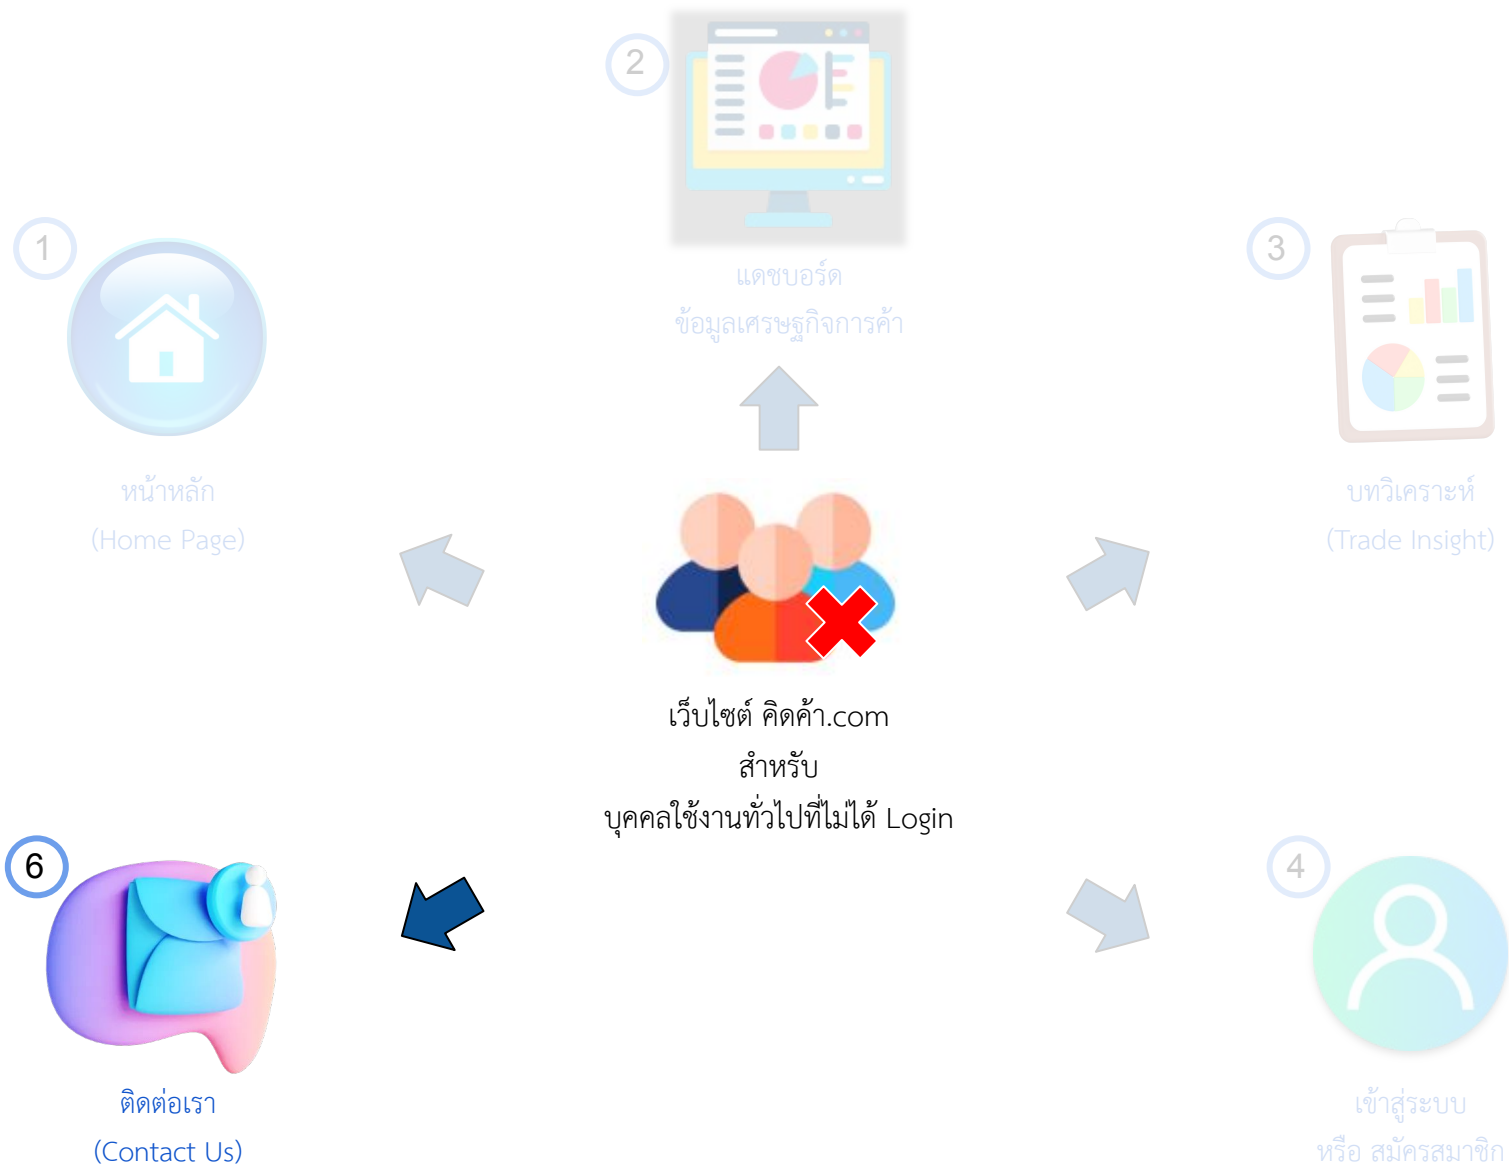 2
แดชบอร์ด
ข้อมูลเศรษฐกิจการค้า
1
หน้าหลัก
(Home Page)
3
บทวิเคราะห์
(Trade Insight)
เว็บไซต์ คิดค้า.com
สำหรับ
บุคคลใช้งานทั่วไปที่ไม่ได้ Login
6
ติดต่อเรา
(Contact Us)
4
เข้าสู่ระบบ
หรือ สมัครสมาชิก